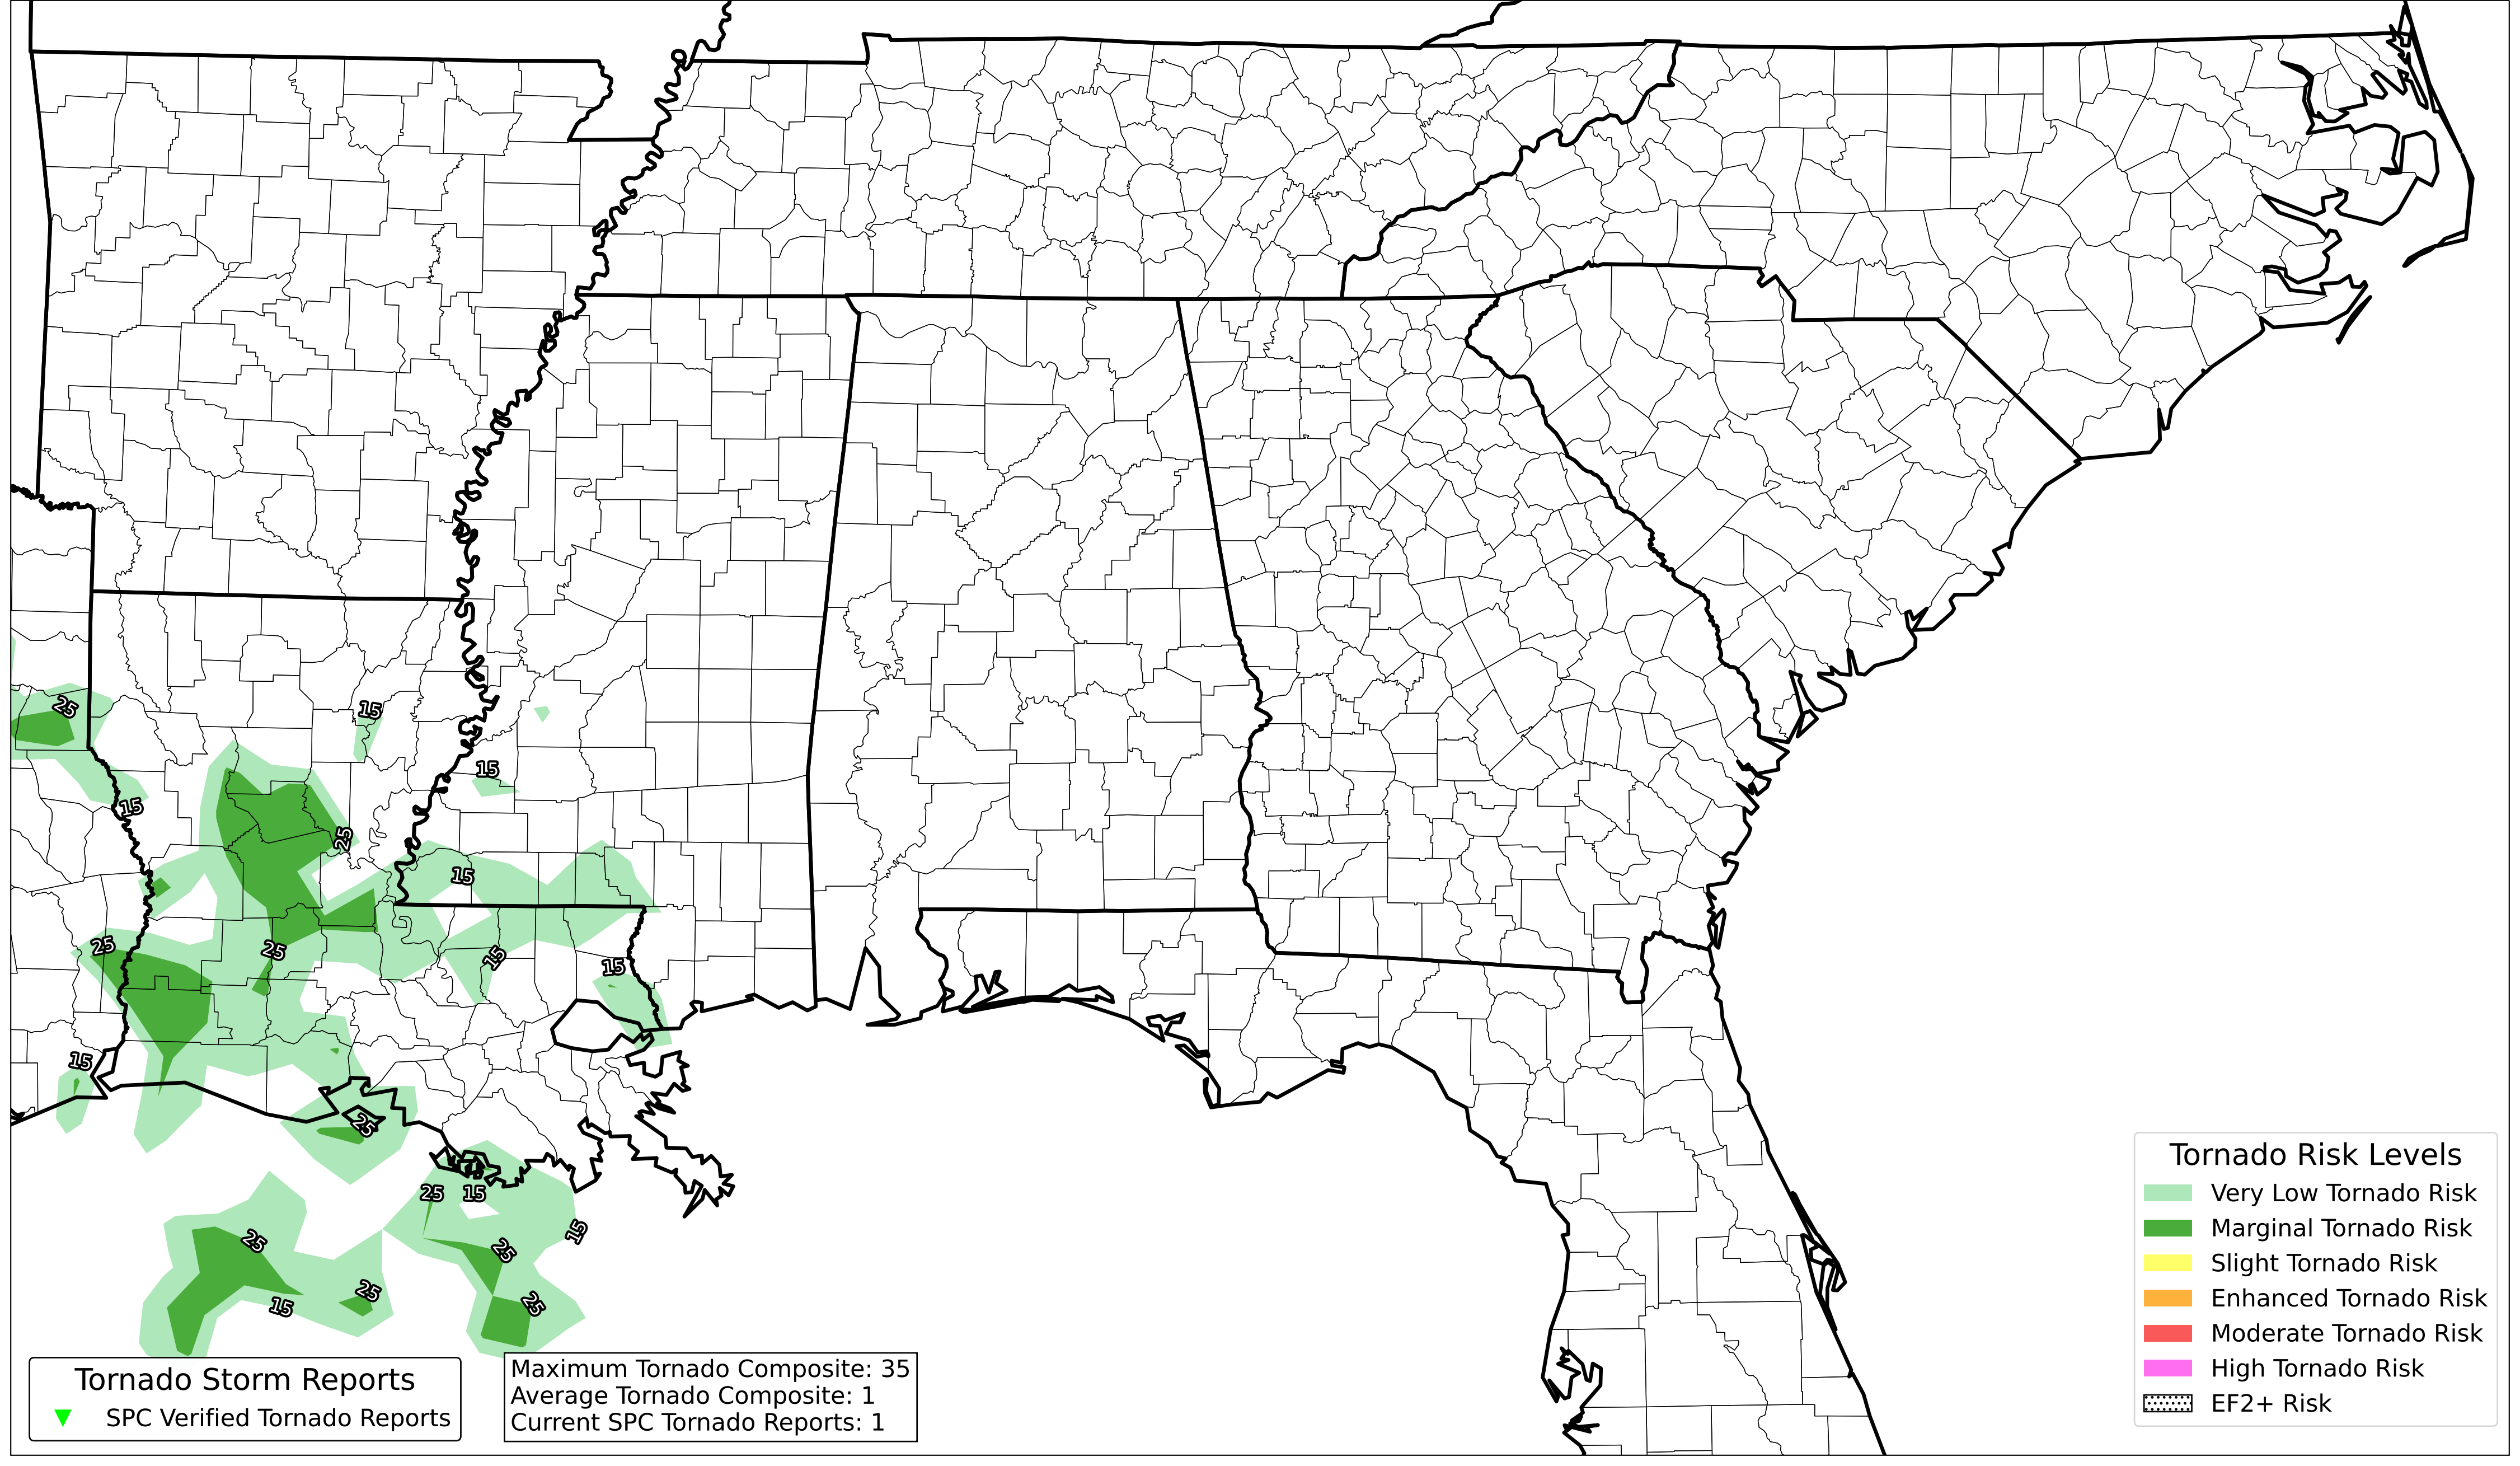 25
15
15
15
25
15
25
25
15
15
15
25
25 15
15
25
25
25
15
25
Tornado Storm Reports
SPC Verified Tornado Reports
Maximum Tornado Composite: 35
Average Tornado Composite: 1
Current SPC Tornado Reports: 1
Tornado Risk Levels
Very Low Tornado Risk
Marginal Tornado Risk
Slight Tornado Risk
Enhanced Tornado Risk
Moderate Tornado Risk
High Tornado Risk
EF2+ Risk